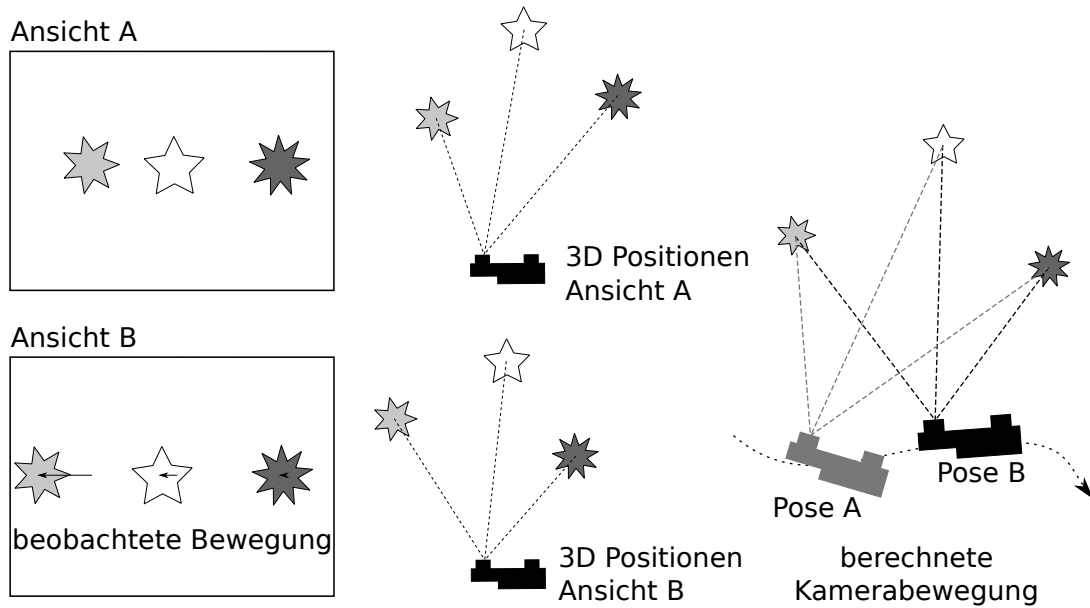 Ansicht A
3D Positionen
Ansicht A
Ansicht B
beobachtete Bewegung
3D Positionen
Ansicht B
Pose A
Pose B
berechnete
Kamerabewegung